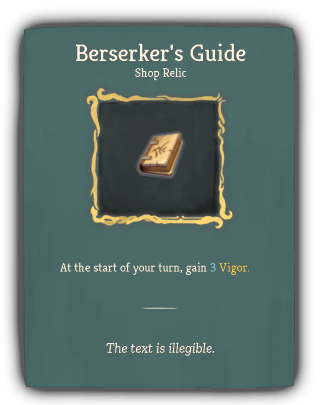 Berserker's Guide
Shop Relic
At the start of your turn, gain 3 Vigor.
The text is illegible.